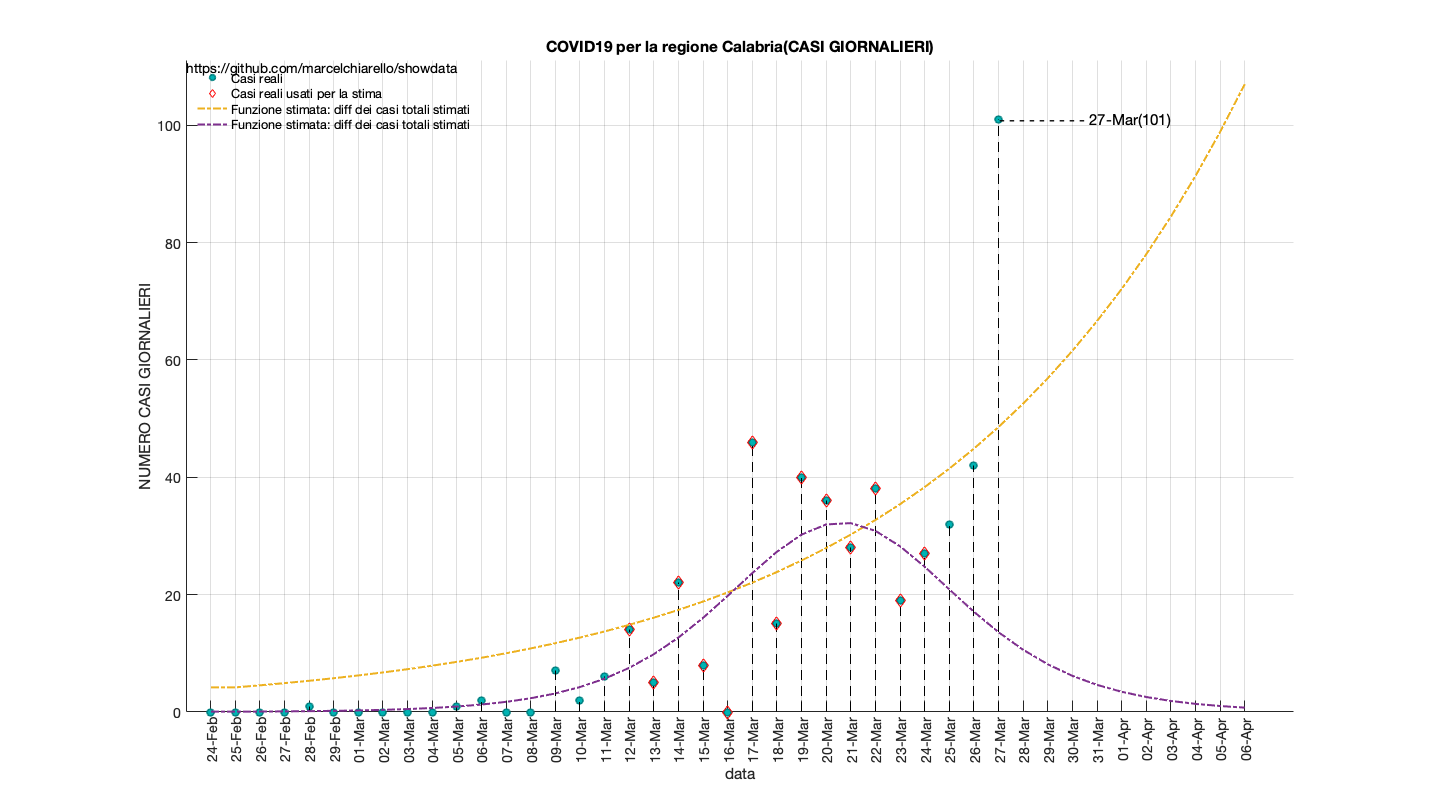 COVID19 per la regione Calabria(CASI GIORNALIERI)
https://github.com/marcelchiarello/showdata
Casi reali
Casi reali usati per la stima
Funzione stimata: diff dei casi totali stimati
Funzione stimata: diff dei casi totali stimati
27-Mar(101)
NUMERO CASI GIORNALIERI
100
80
60
40
20
0
24-Feb
25-Feb
26-Feb
27-Feb
28-Feb
29-Feb
01-Mar
02-Mar
03-Mar
04-Mar
05-Mar
06-Mar
07-Mar
08-Mar
09-Mar
10-Mar
11-Mar
12-Mar
13-Mar
14-Mar
15-Mar
16-Mar
17-Mar
18-Mar
19-Mar
20-Mar
21-Mar
22-Mar
23-Mar
24-Mar
25-Mar
26-Mar
27-Mar
28-Mar
29-Mar
30-Mar
31-Mar
01-Apr
02-Apr
03-Apr
04-Apr
05-Apr
06-Apr
data